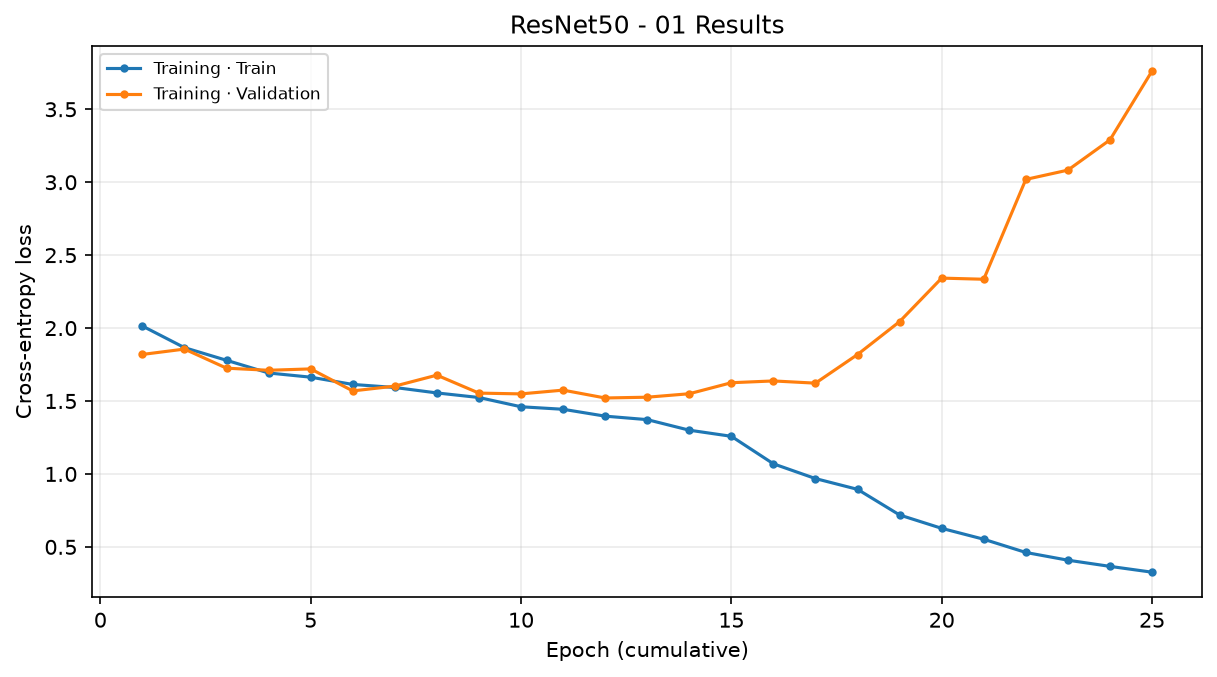 ResNet50 - 01 Results
Training · Train
Training · Validation
3.5
3.0
2.5
2.0
1.5
1.0
0.5
Cross-entropy loss
0 5 10 15 20 25
Epoch (cumulative)